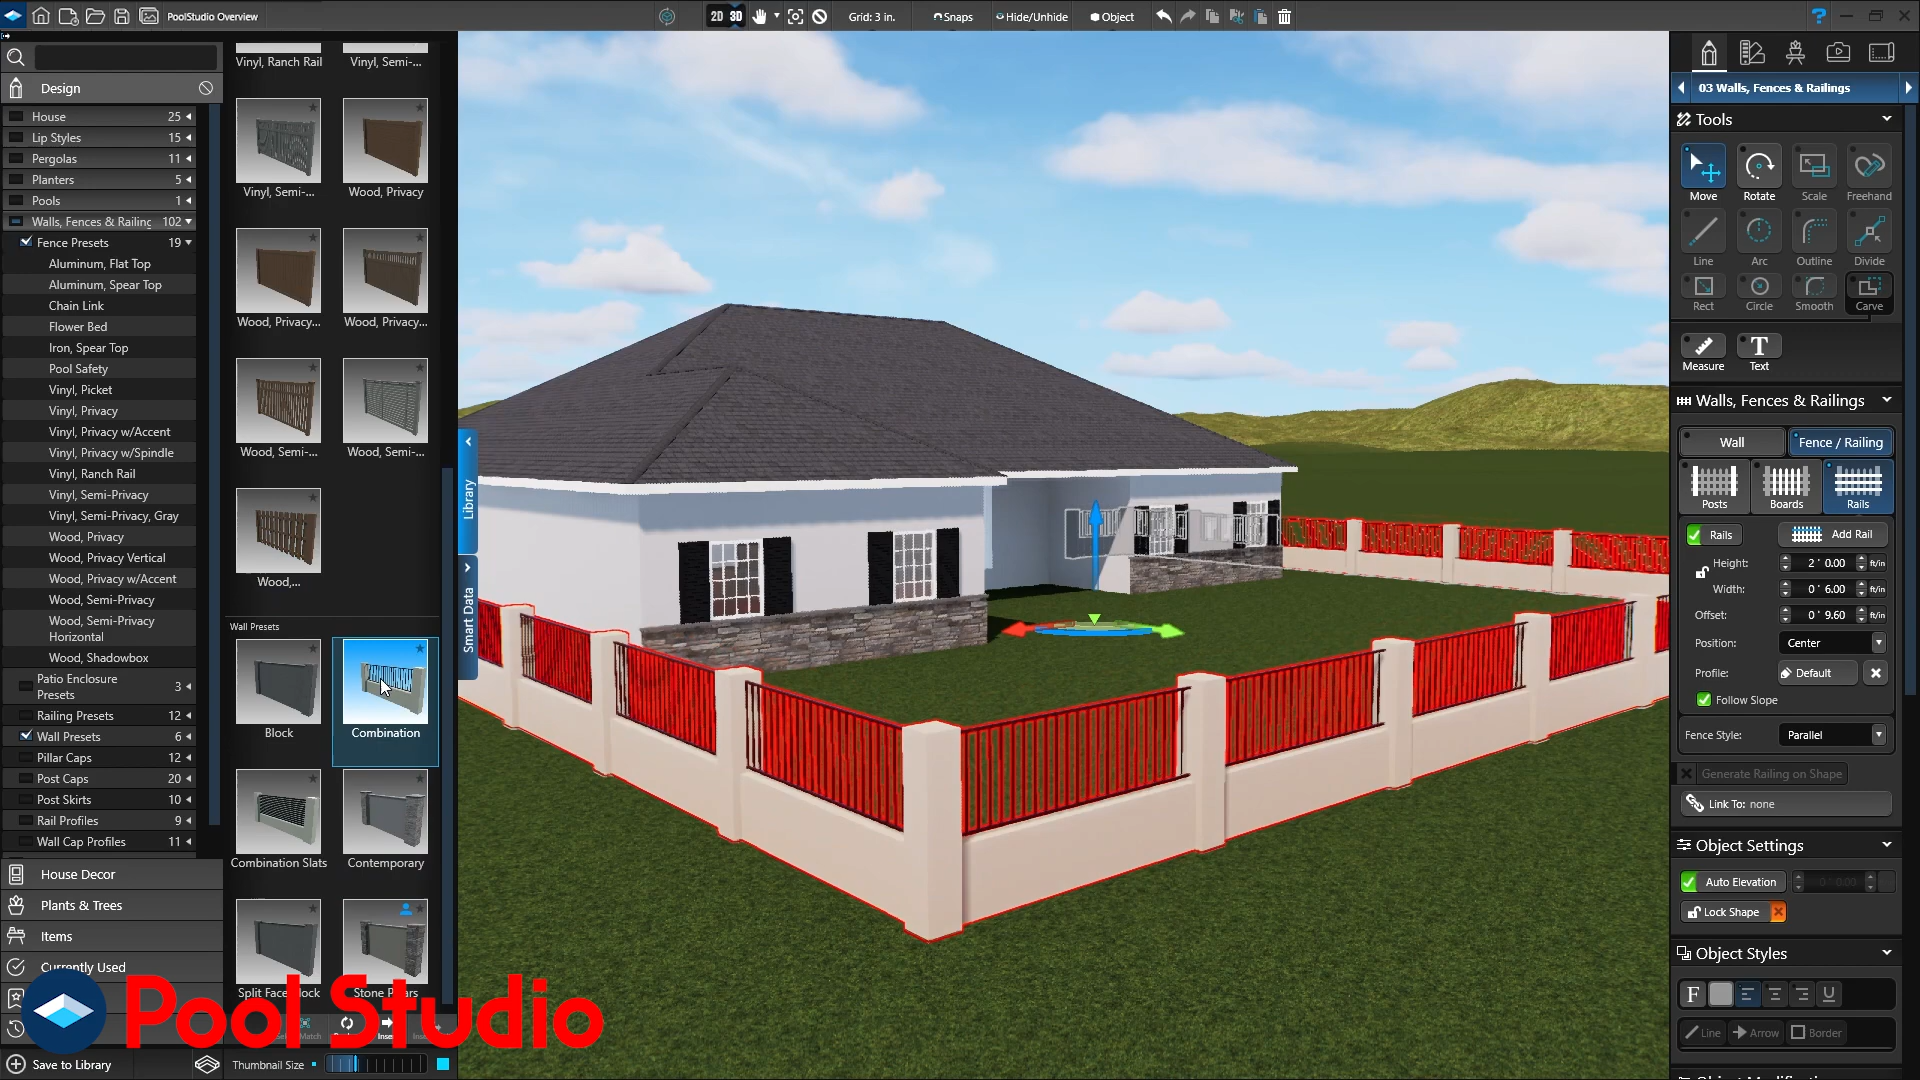 PoolStudio Overview
2D 3D
Grid: 3 in.
Snaps
Hide/Unhide
Object
?
Design
House 25
Lip Styles 15
Pergolas 11
Planters 5
Pools 1
Walls, Fences & Railing 102
Fence Presets 19
Aluminum, Flat Top
Aluminum, Spear Top
Chain Link
Flower Bed
Iron, Spear Top
Pool Safety
Vinyl, Picket
Vinyl, Privacy
Vinyl, Privacy w/Accent
Vinyl, Privacy w/Spindle
Vinyl, Ranch Rail
Vinyl, Semi-Privacy
Vinyl, Semi-Privacy, Gray
Wood, Privacy
Wood, Privacy Vertical
Wood, Privacy w/Accent
Wood, Semi-Privacy
Wood, Semi-Privacy
Horizontal
Wood, Shadowbox
Patio Enclosure
Presets 3
Railing Presets 12
Wall Presets 6
Pillar Caps 12
Post Caps 20
Post Skirts 10
Rail Profiles 9
Wall Cap Profiles 11
House Decor
Plants & Trees
Items
Currently Used
Save to Library
Vinyl, Ranch Rail
Vinyl, Semi-...
Vinyl, Semi-...
Wood, Privacy
Wood, Privacy...
Wood, Privacy...
Wood, Semi-...
Wood, Semi-...
Wood,...
Wall Presets
Block
Combination
Combination Slats
Contemporary
Thumbnail Size
Pool Studio
Library
Smart Data
03 Walls, Fences & Railings
Tools
Move
Rotate
Scale
Freehand
Line
Arc
Outline
Divide
Rect
Circle
Smooth
Carve
Measure
Text
Walls, Fences & Railings
Wall
Fence / Railing
Posts
Boards
Rails
Rails
Add Rail
Height: 2 ' 0.00 ft/in
Width: 0 ' 6.00 ft/in
Offset: 0 ' 9.60 ft/in
Position: Center
Profile: Default
Follow Slope
Fence Style: Parallel
Generate Railing on Shape
Link To: none
Object Settings
Auto Elevation
Lock Shape
Object Styles
F
U
Line
Arrow
Border